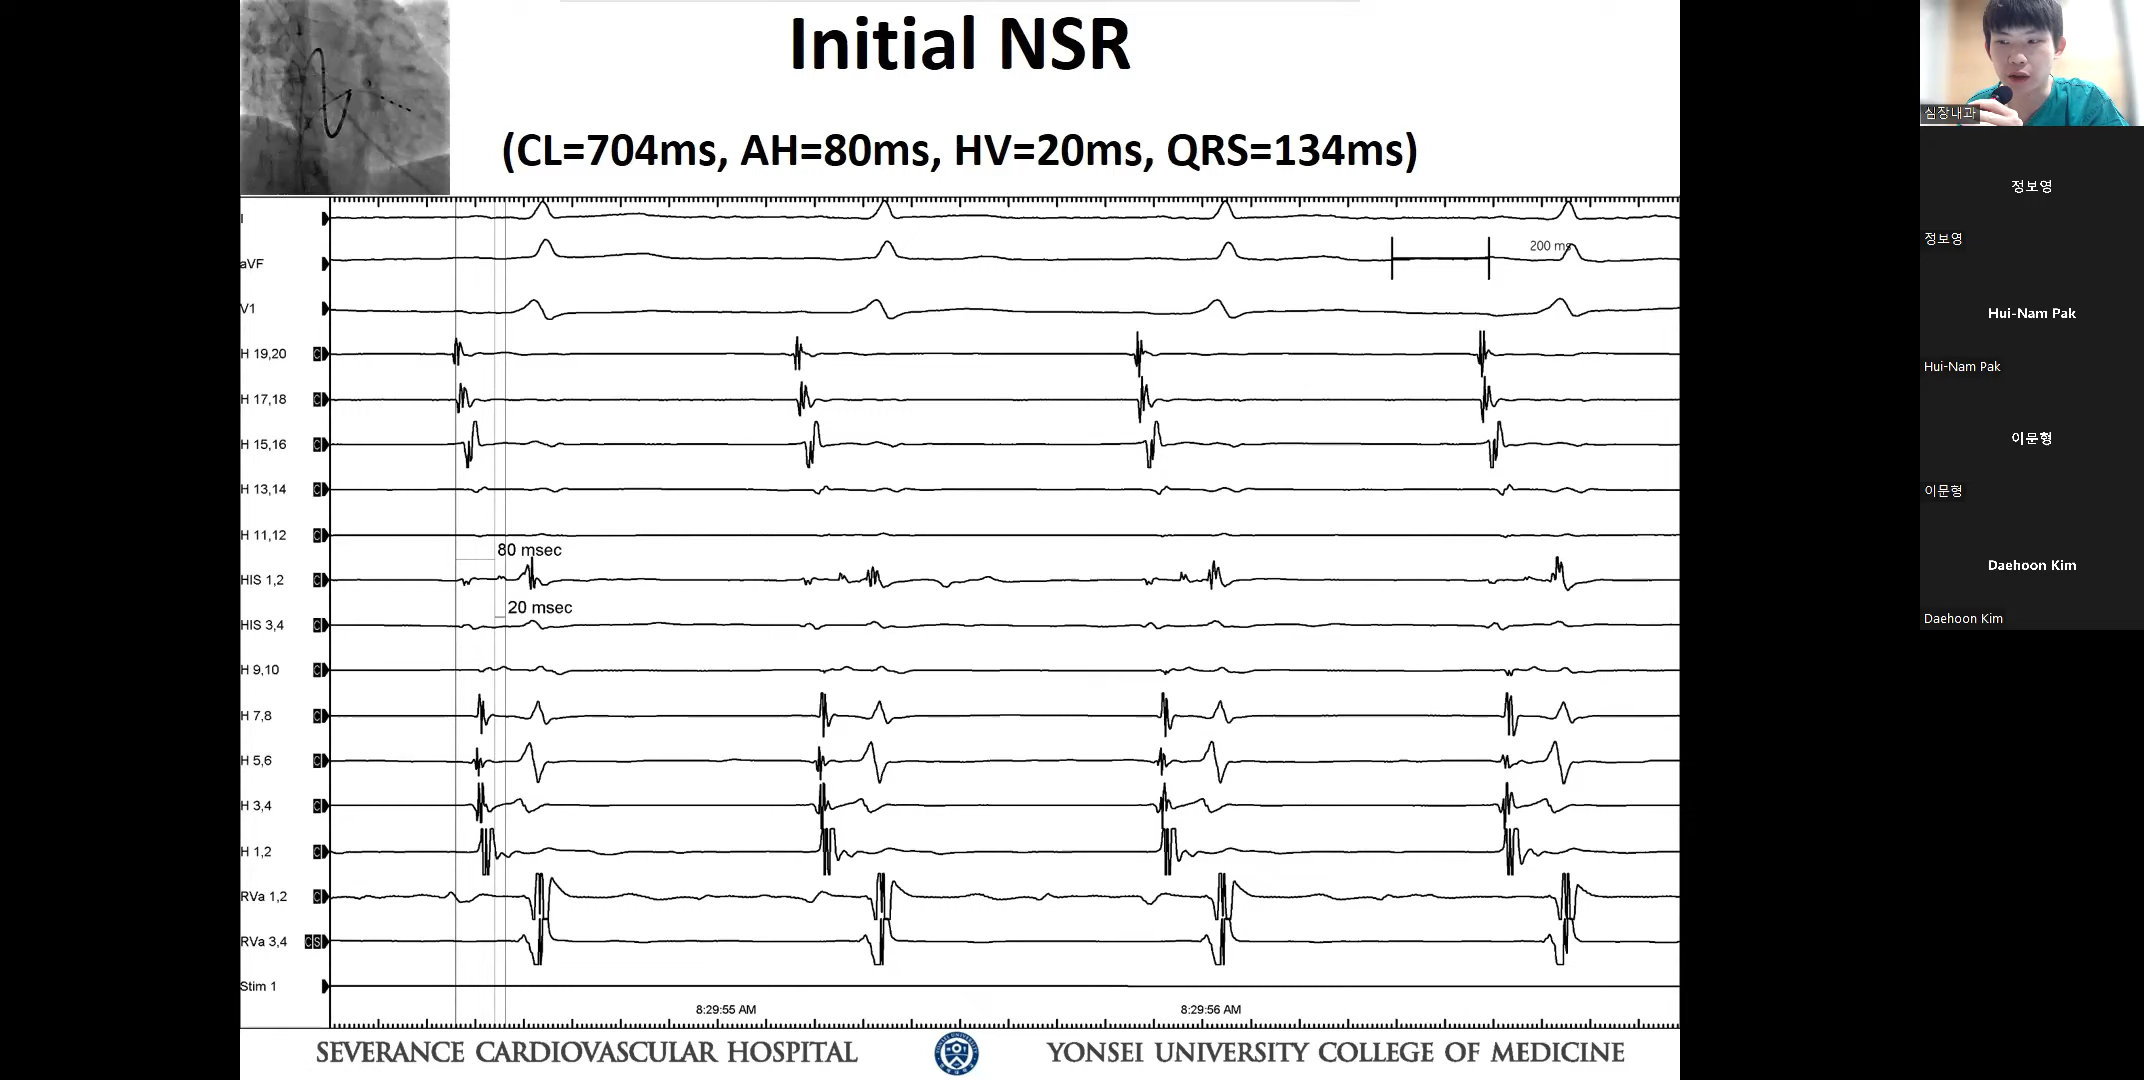 Initial NSR
(CL=704ms, AH=80ms, HV=20ms, QRS=134ms)
I
aVF
200 ms
V1
H 19,20
H 17,18
H 15,16
H 13,14
H 11,12
80 msec
HIS 1,2
20 msec
HIS 3,4
H 9,10
H 7,8
H 5,6
H 3,4
H 1,2
RVa 1,2
RVa 3,4
Stim 1
8:29:55 AM
8:29:56 AM
SEVERANCE CARDIOVASCULAR HOSPITAL
YONSEI UNIVERSITY COLLEGE OF MEDICINE
심장내과
정보영
정보영
Hui-Nam Pak
Hui-Nam Pak
이문형
이문형
Daehoon Kim
Daehoon Kim